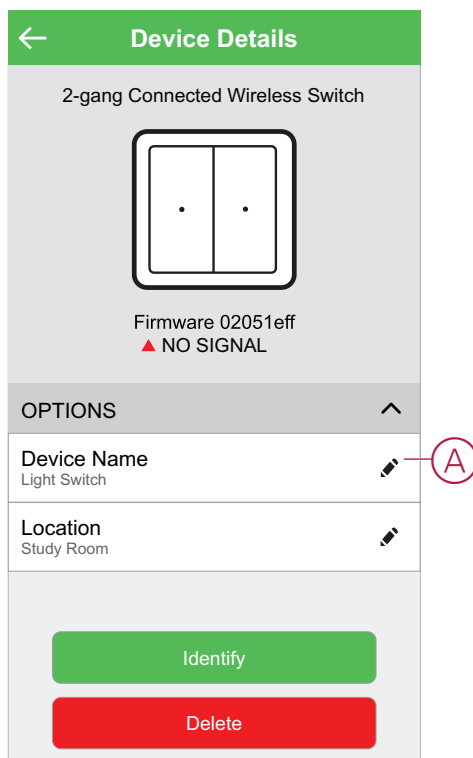 Device Details
2-gang Connected Wireless Switch
Firmware 02051eff
NO SIGNAL
OPTIONS
Device Name
A
Light Switch
Location
Study Room
Identify
Delete